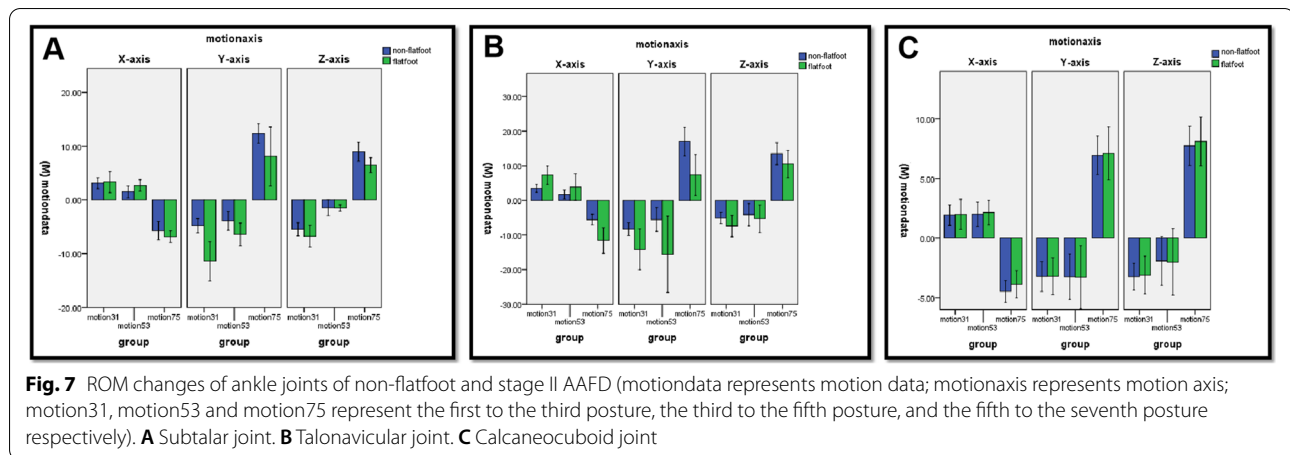 A
motionaxis
non-flatfoot
flatfoot
X-axis Y-axis Z-axis
20.00
10.00
.00
-10.00
-20.00
(M) motiondata
motion31 motion53 motion75 motion31 motion53 motion75 motion31 motion53 motion75
group group group
B
motionaxis
non-flatfoot
flatfoot
X-axis Y-axis Z-axis
30.00
20.00
10.00
.00
-10.00
-20.00
-30.00
(M) motiondata
motion31 motion53 motion75 motion31 motion53 motion75 motion31 motion53 motion75
group group group
C
motionaxis
non-flatfoot
flatfoot
X-axis Y-axis Z-axis
10.00
5.00
.00
-5.00
(M) motiondata
motion31 motion53 motion75 motion31 motion53 motion75 motion31 motion53 motion75
group group group
Fig. 7 ROM changes of ankle joints of non-flatfoot and stage II AAFD (motiondata represents motion data; motionaxis represents motion axis;
motion31, motion53 and motion75 represent the first to the third posture, the third to the fifth posture, and the fifth to the seventh posture
respectively). A Subtalar joint. B Talonavicular joint. C Calcaneocuboid joint